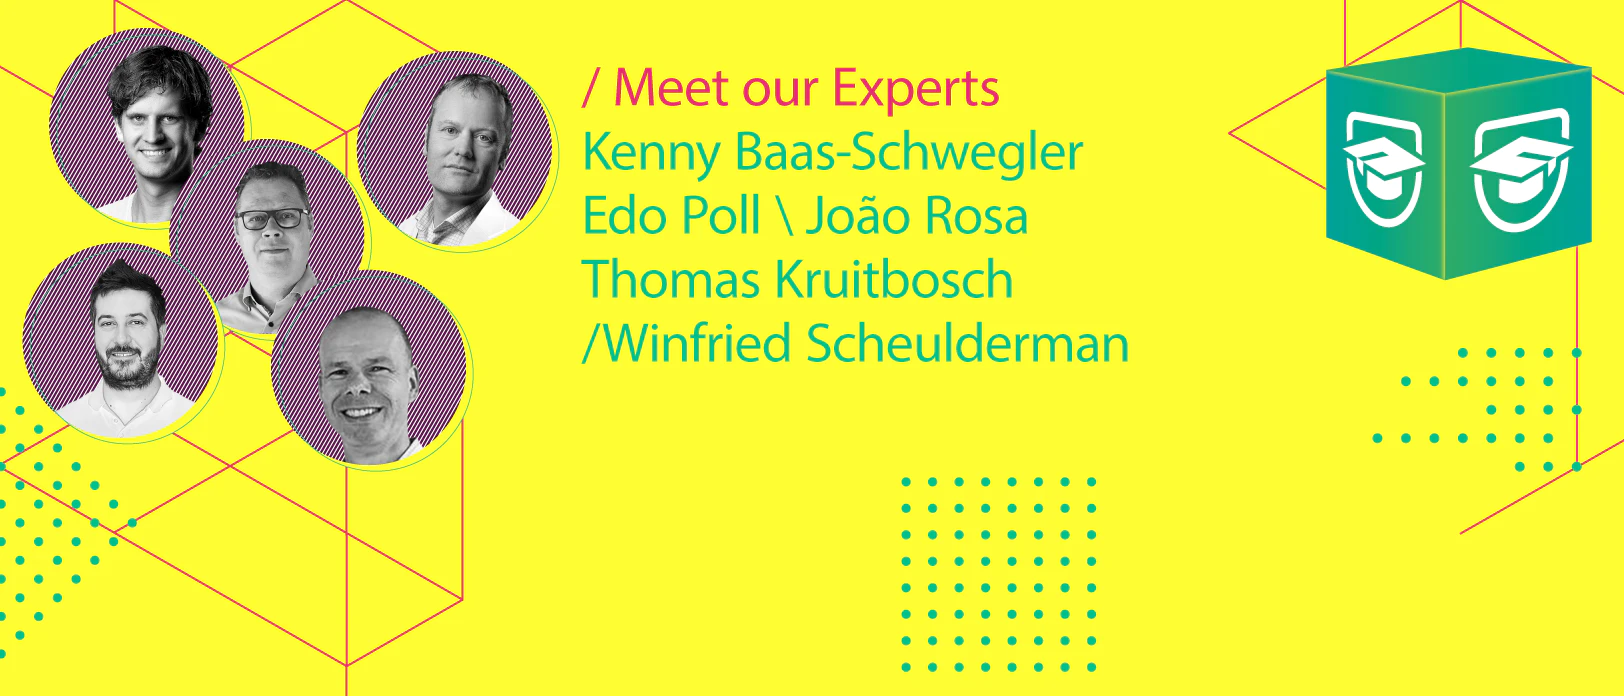 / Meet our Experts
Kenny Baas-Schwegler
Edo Poll \ João Rosa
Thomas Kruitbosch
/Winfried Scheulderman